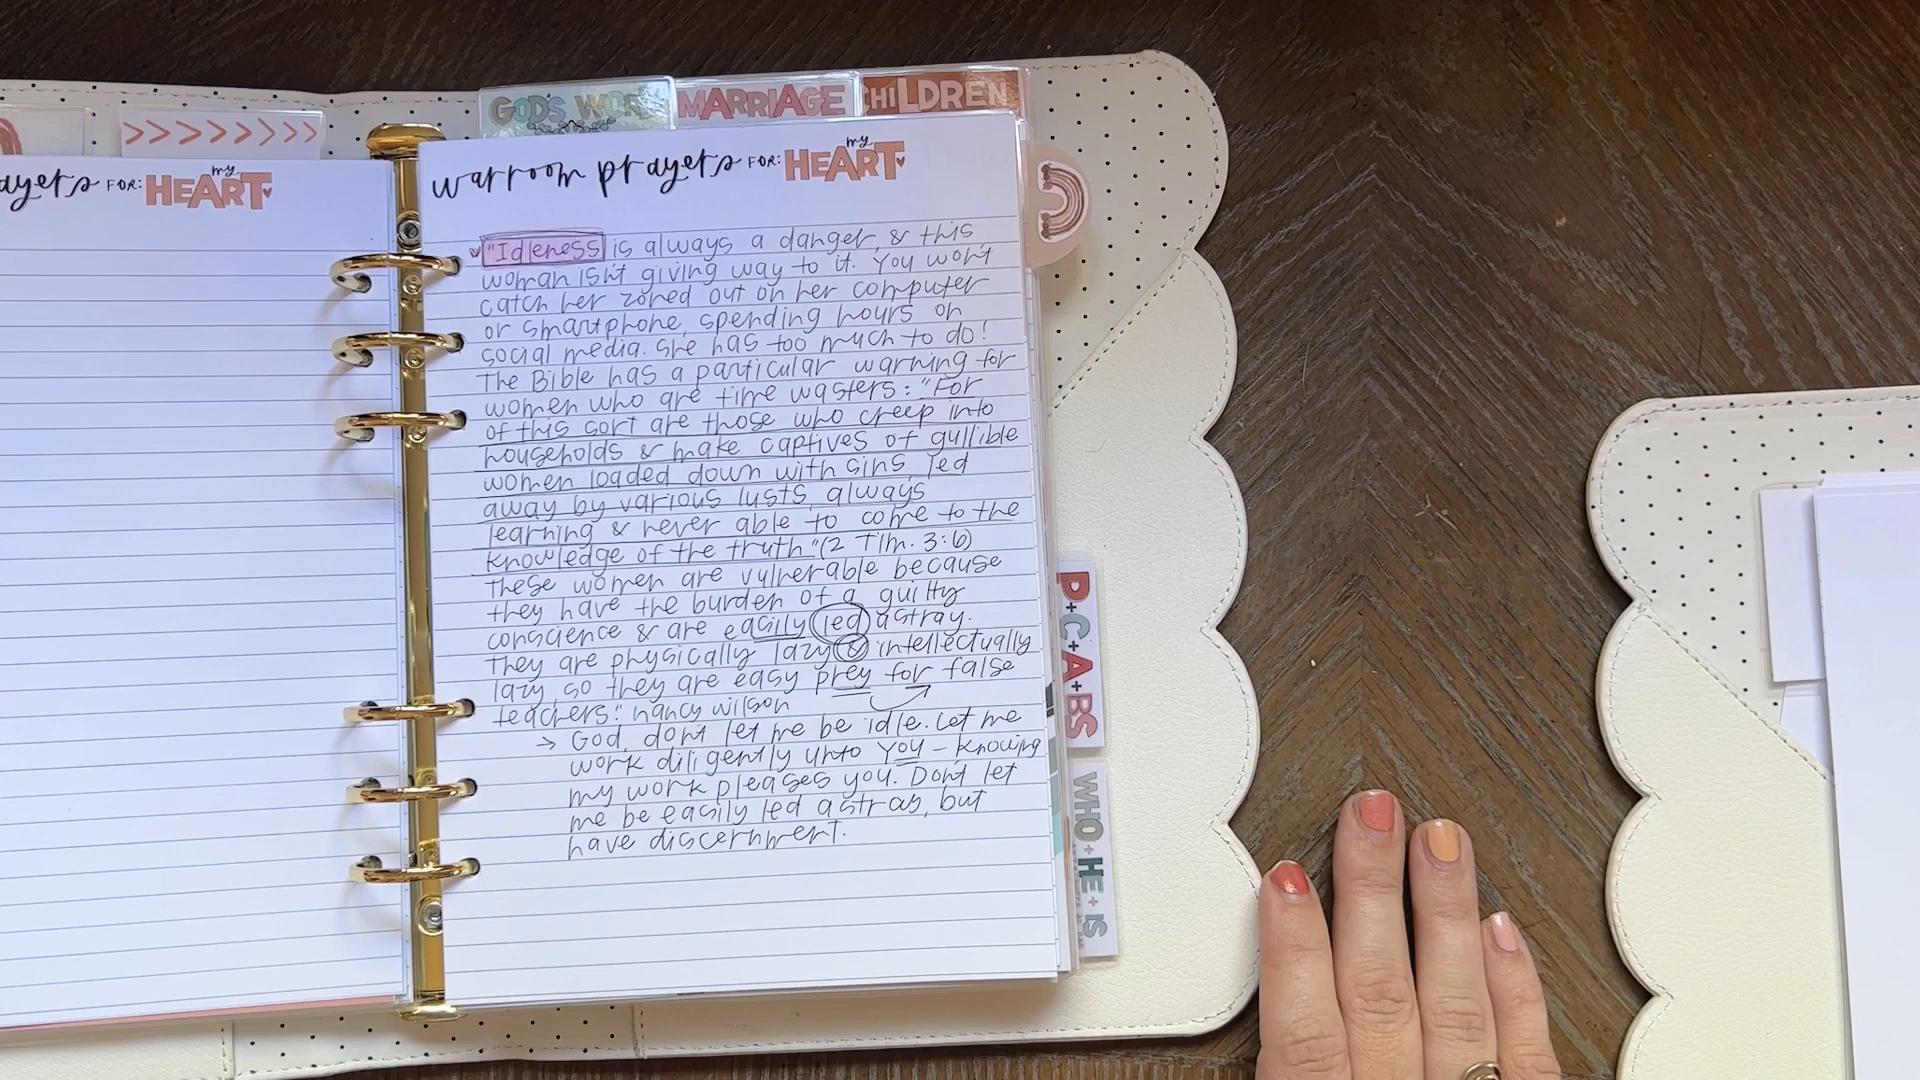 GOD'S WOR
MARRIAGE
CHILDREN
ayers FOR: my HEART
warroom prayers FOR: my HEART
"Idleness is always a danger, & this
woman isn't giving way to it. You won't
catch her zoned out on her computer
or smartphone, spending hours on
social media. She has too much to do!
The Bible has a particular warning for
women who are time wasters: "For
of this sort are those who creep into
households & make captives of gullible
women loaded down with sins, led
away by various lusts, always
learning & never able to come to the
knowledge of the truth" (2 Tim. 3:6)
These women are vulnerable because
they have the burden of a guilty
conscience & are easily led astray.
They are physically lazy & intellectually
lazy, so they are easy prey for false
teachers." nancy wilson
→ God, don't let me be idle. Let me
work diligently unto you - knowing
my work pleases you. Don't let
me be easily led astray, but
have discernment.
P+C+A+BS
WHO+HE+IS